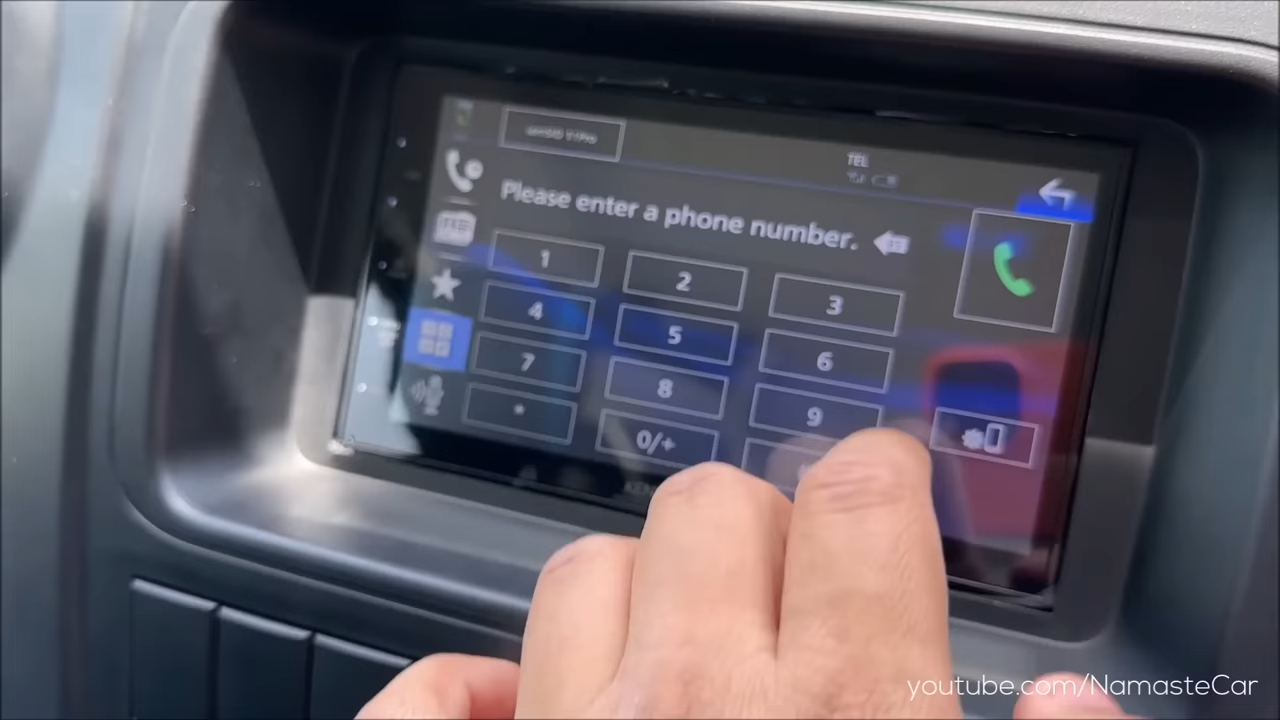 TEL
Please enter a phone number.
1 2 3
4 5 6
7 8 9
* 0/+
youtube.com/NamasteCar